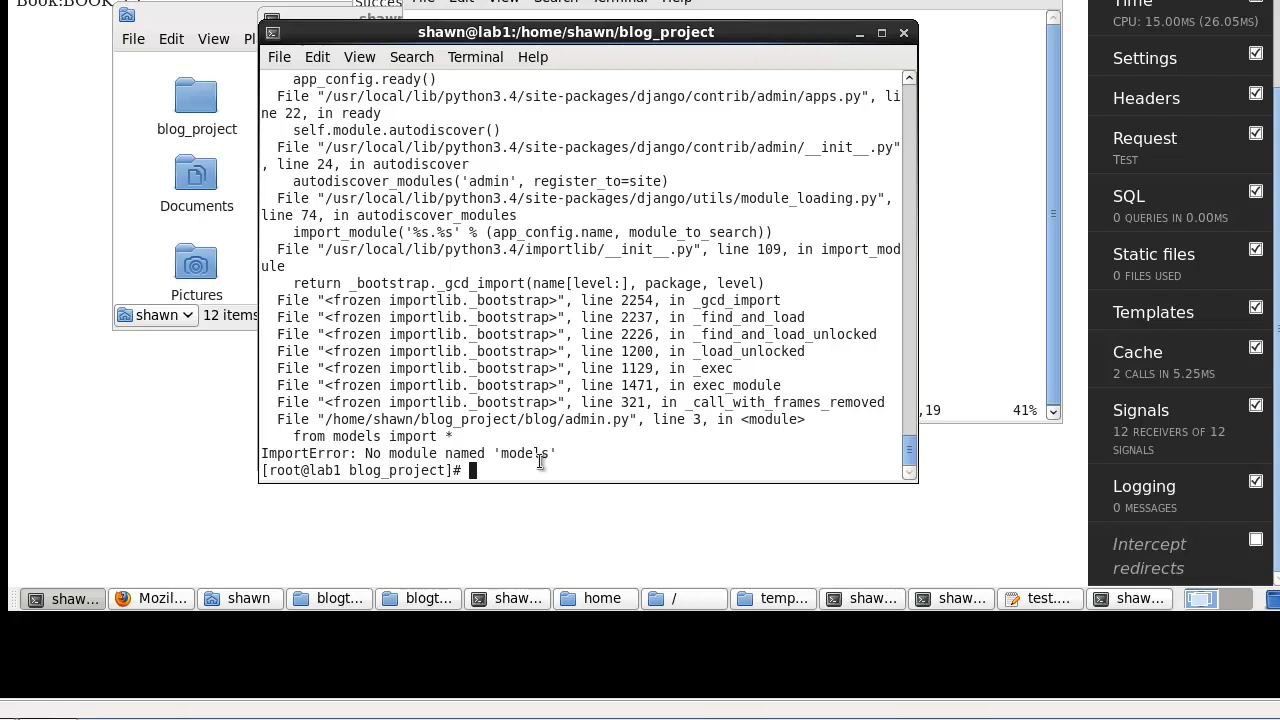 Book:BOOK
Succes
Terminal Help
shawn
shawn@lab1:/home/shawn/blog_project
File Edit View
File Edit View Search Terminal Help
app_config.ready()
File "/usr/local/lib/python3.4/site-packages/django/contrib/admin/apps.py", li
ne 22, in ready
self.module.autodiscover()
File "/usr/local/lib/python3.4/site-packages/django/contrib/admin/__init__.py"
, line 24, in autodiscover
autodiscover_modules('admin', register_to=site)
File "/usr/local/lib/python3.4/site-packages/django/utils/module_loading.py",
line 74, in autodiscover_modules
import_module('%s.%s' % (app_config.name, module_to_search))
File "/usr/local/lib/python3.4/importlib/__init__.py", line 109, in import_mod
ule
return _bootstrap._gcd_import(name[level:], package, level)
File "<frozen importlib._bootstrap>", line 2254, in _gcd_import
File "<frozen importlib._bootstrap>", line 2237, in _find_and_load
File "<frozen importlib._bootstrap>", line 2226, in _find_and_load_unlocked
File "<frozen importlib._bootstrap>", line 1200, in _load_unlocked
File "<frozen importlib._bootstrap>", line 1129, in _exec
File "<frozen importlib._bootstrap>", line 1471, in exec_module
File "<frozen importlib._bootstrap>", line 321, in _call_with_frames_removed
File "/home/shawn/blog_project/blog/admin.py", line 3, in <module>
from models import *
ImportError: No module named 'models'
[root@lab1 blog_project]#
blog_project
Documents
Pictures
shawn 12 items
,19 41%
Time
CPU: 15.00MS (26.05MS)
Settings
Headers
Request
TEST
SQL
0 QUERIES IN 0.00MS
Static files
0 FILES USED
Templates
Cache
2 CALLS IN 5.25MS
Signals
12 RECEIVERS OF 12
SIGNALS
Logging
0 MESSAGES
Intercept
redirects
shaw... Mozil... shawn blogt... blogt... shaw... home / temp... shaw... shaw... test.... shaw...